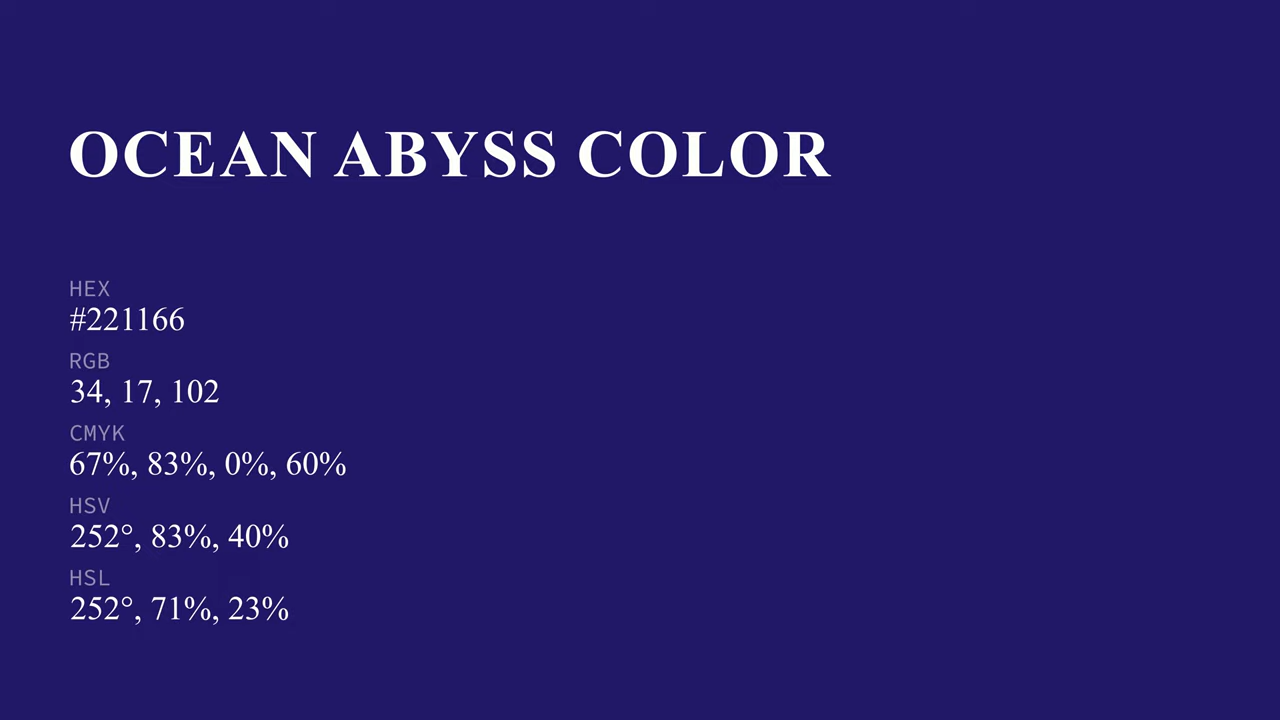 OCEAN ABYSS COLOR
HEX
#221166
RGB
34, 17, 102
CMYK
67%, 83%, 0%, 60%
HSV
252°, 83%, 40%
HSL
252°, 71%, 23%